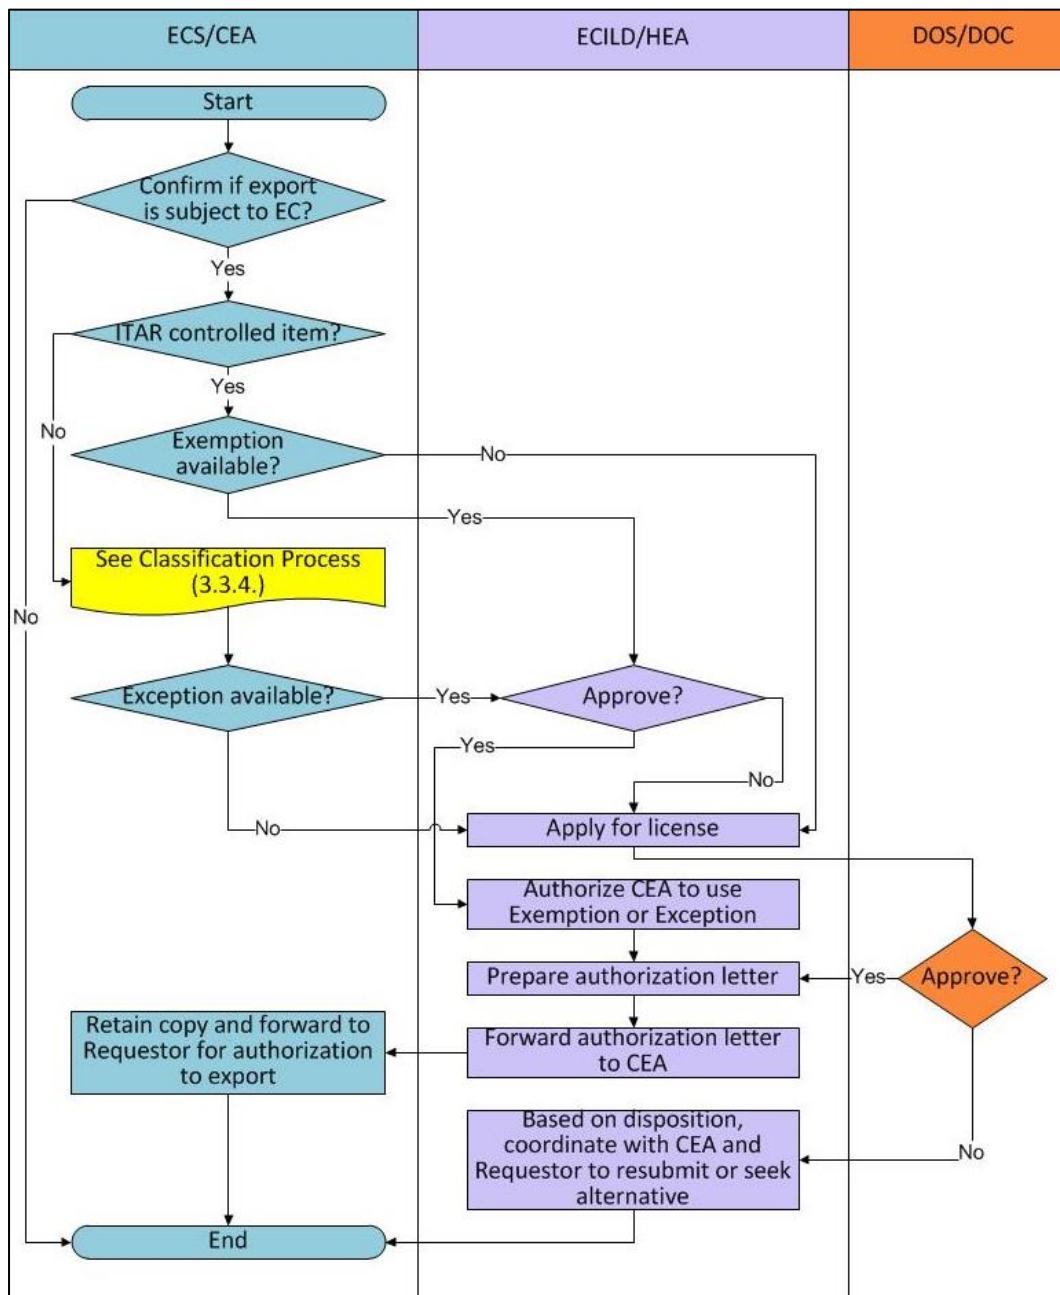 ECS/CEA
ECILD/HEA
DOS/DOC
Start
Confirm if export
is subject to EC?
Yes
ITAR controlled item?
Yes
No
Exemption
available?
No
Yes
See Classification Process
(3.3.4.)
No
Exception available?
Yes
Approve?
Yes
No
No
Apply for license
Authorize CEA to use
Exemption or Exception
Prepare authorization letter
Yes
Approve?
Retain copy and forward to
Requestor for authorization
to export
Forward authorization letter
to CEA
Based on disposition,
coordinate with CEA and
Requestor to resubmit or seek
alternative
No
End